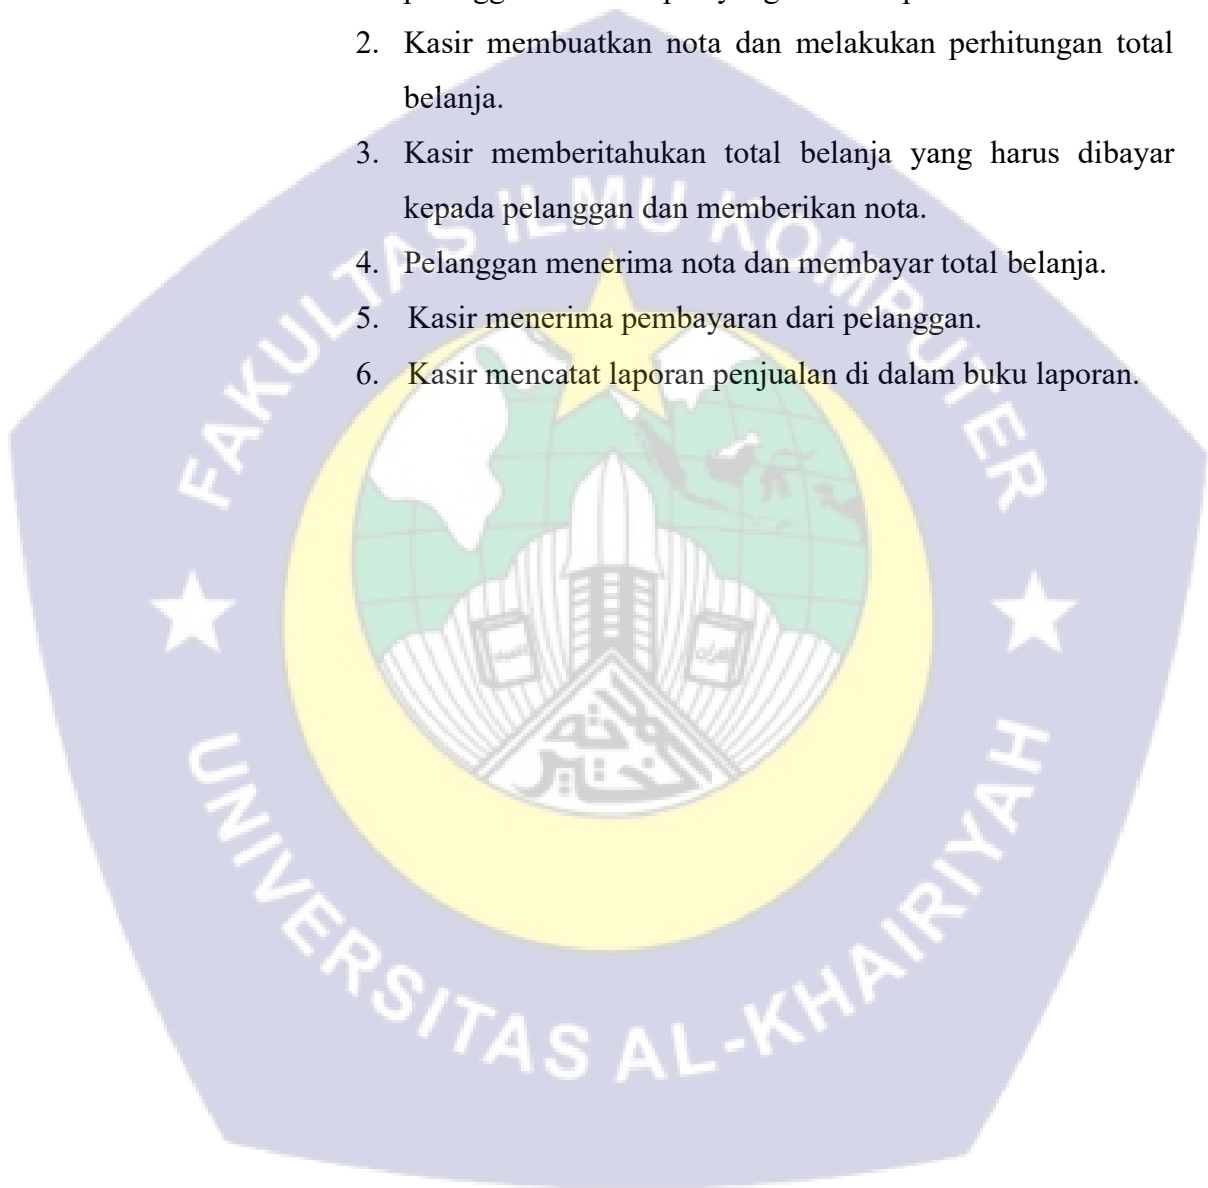 2. Kasir membuatkan nota dan melakukan perhitungan total
belanja.
3. Kasir memberitahukan total belanja yang harus dibayar
kepada pelanggan dan memberikan nota.
4. Pelanggan menerima nota dan membayar total belanja.
5. Kasir menerima pembayaran dari pelanggan.
6. Kasir mencatat laporan penjualan di dalam buku laporan.
FAKULTAS ILMU KOMPUTER
UNIVERSITAS AL-KHAIRIYAH